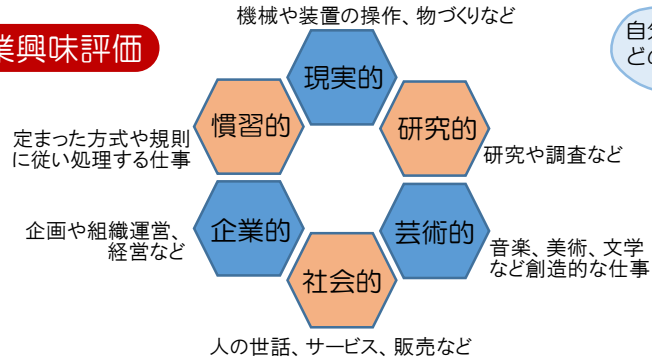 業興味評価
機械や装置の操作、物づくりなど
現実的
慣習的
研究的
定まった方式や規則
に従い処理する仕事
研究や調査など
企業的
芸術的
企画や組織運営、
経営など
音楽、美術、文学
など創造的な仕事
社会的
人の世話、サービス、販売など
自分
どの